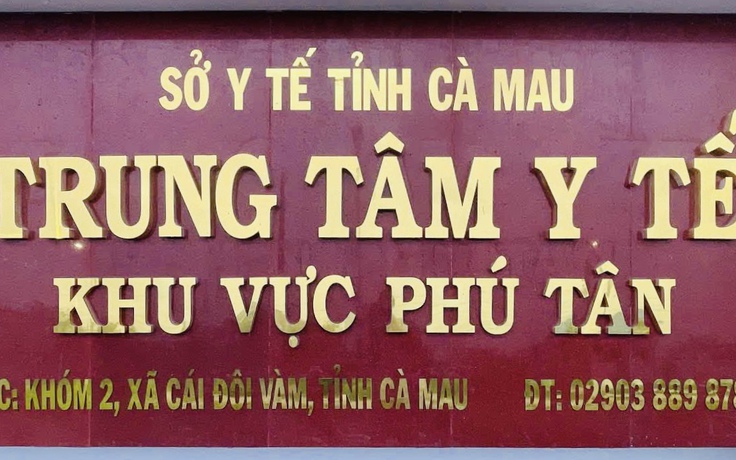 SỞ Y TẾ TỈNH CÀ MAU
TRUNG TÂM Y TẾ
KHU VỰC PHÚ TÂN
C: KHÓM 2, XÃ CÁI ĐÔI VÀM, TỈNH CÀ MAU ĐT: 02903 889 878